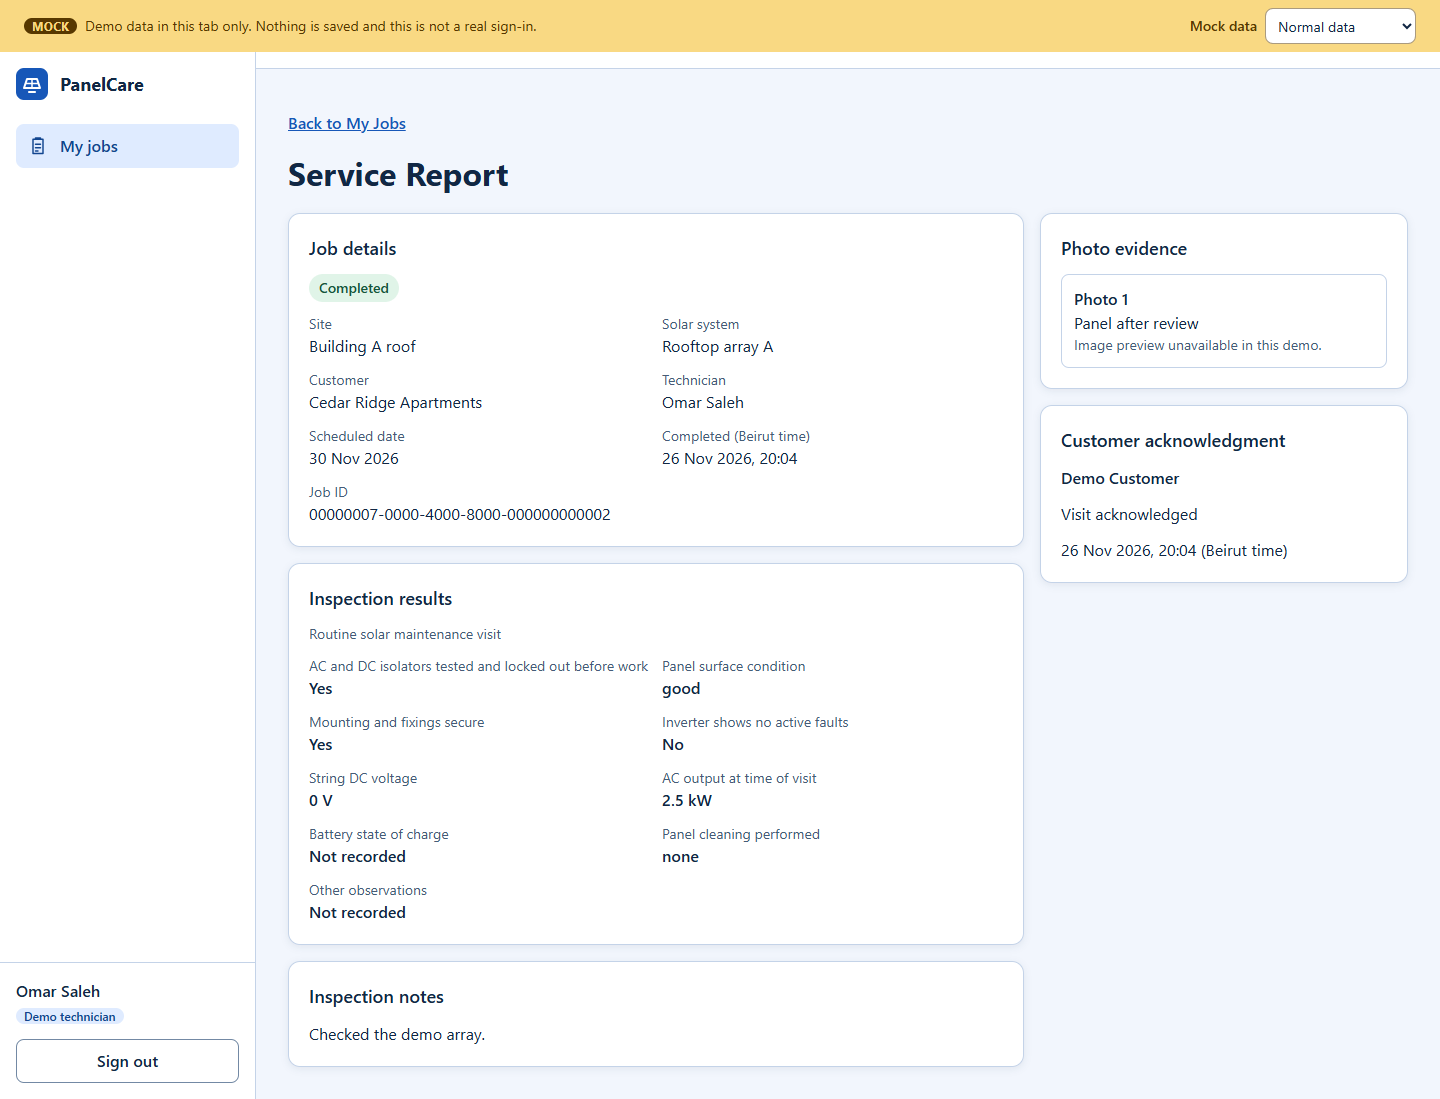 MOCK Demo data in this tab only. Nothing is saved and this is not a real sign-in.
Mock data Normal data
PanelCare
My jobs
Omar Saleh
Demo technician
Sign out
Back to My Jobs
Service Report
Job details
Completed
Site
Building A roof
Solar system
Rooftop array A
Customer
Cedar Ridge Apartments
Technician
Omar Saleh
Scheduled date
30 Nov 2026
Completed (Beirut time)
26 Nov 2026, 20:04
Job ID
00000007-0000-4000-8000-000000000002
Inspection results
Routine solar maintenance visit
AC and DC isolators tested and locked out before work
Yes
Panel surface condition
good
Mounting and fixings secure
Yes
Inverter shows no active faults
No
String DC voltage
0 V
AC output at time of visit
2.5 kW
Battery state of charge
Not recorded
Panel cleaning performed
none
Other observations
Not recorded
Inspection notes
Checked the demo array.
Photo evidence
Photo 1
Panel after review
Image preview unavailable in this demo.
Customer acknowledgment
Demo Customer
Visit acknowledged
26 Nov 2026, 20:04 (Beirut time)